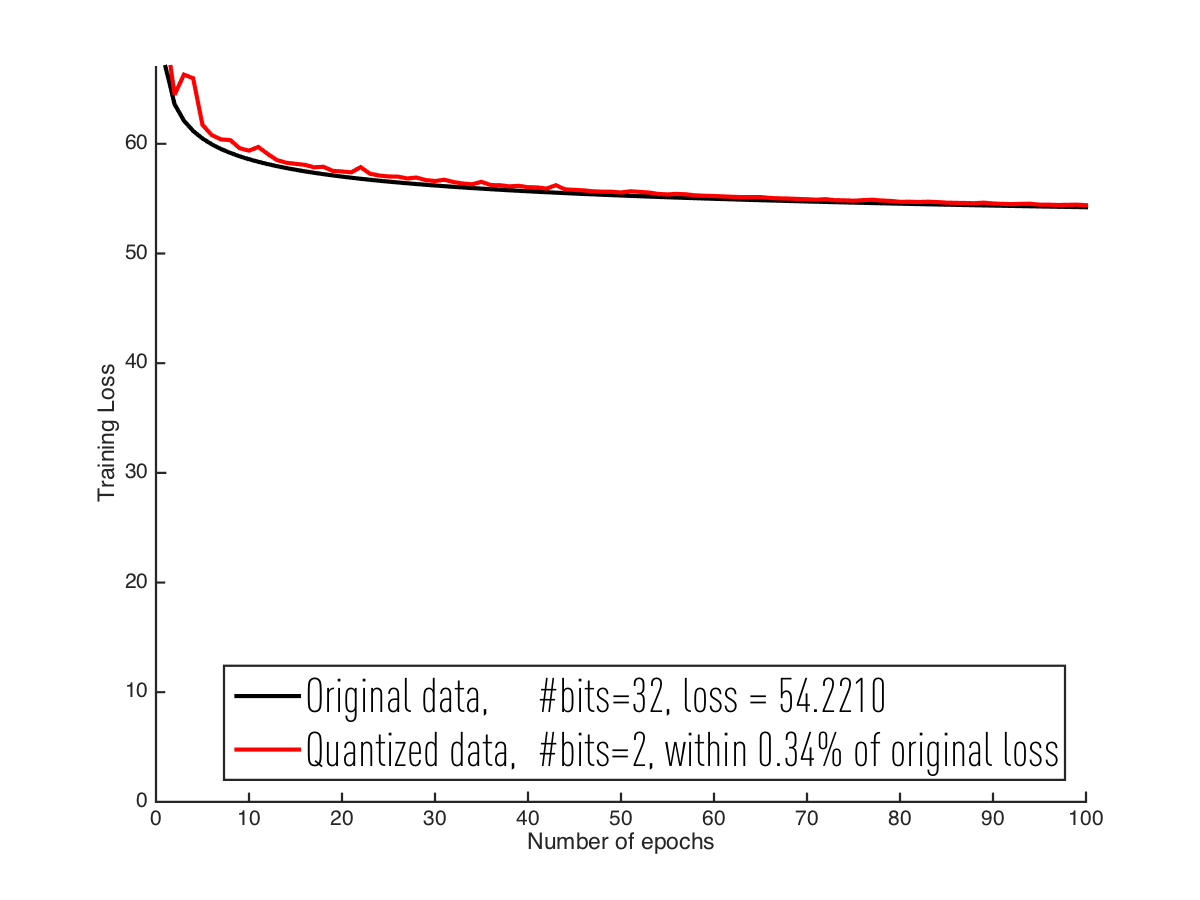 60
50
40
30
20
10
0
Training Loss
Original data, #bits=32, loss = 54.2210
Quantized data, #bits=2, within 0.34% of original loss
0 10 20 30 40 50 60 70 80 90 100
Number of epochs